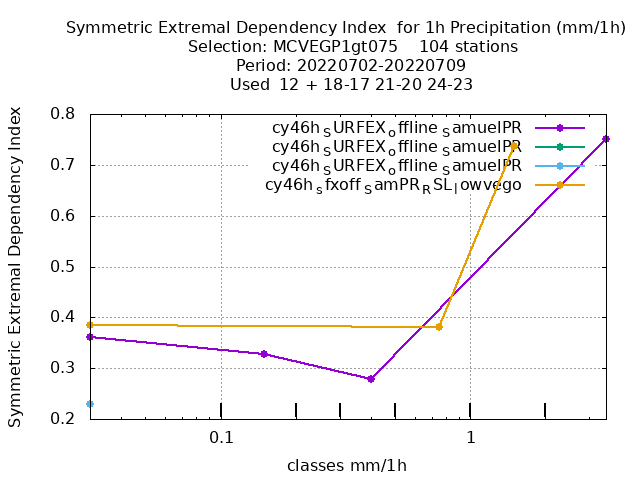 Symmetric Extremal Dependency Index  for 1h Precipitation (mm/1h)
Selection: MCVEGP1gt075    104 stations
Period: 20220702-20220709
Used  12 + 18-17 21-20 24-23
Symmetric Extremal Dependency Index
0.8
0.7
0.6
0.5
0.4
0.3
0.2
cy46h_SURFEX_offline_SamuelPR
cy46h_SURFEX_offline_SamuelPR
cy46h_SURFEX_offline_SamuelPR
cy46h_sfxoff_SamPR_RSL_lowvego
0.1
1
classes mm/1h